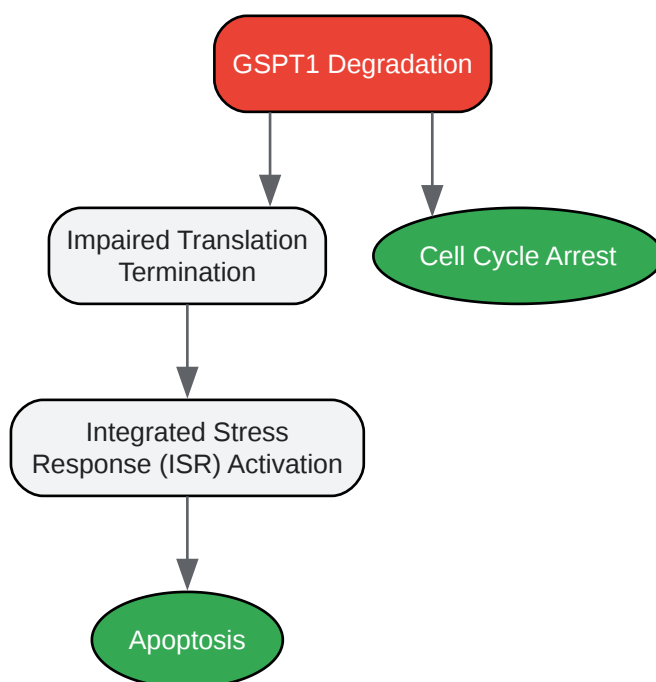 GSPT1 Degradation
Impaired Translation
Termination
Cell Cycle Arrest
Integrated Stress
Response (ISR) Activation
Apoptosis